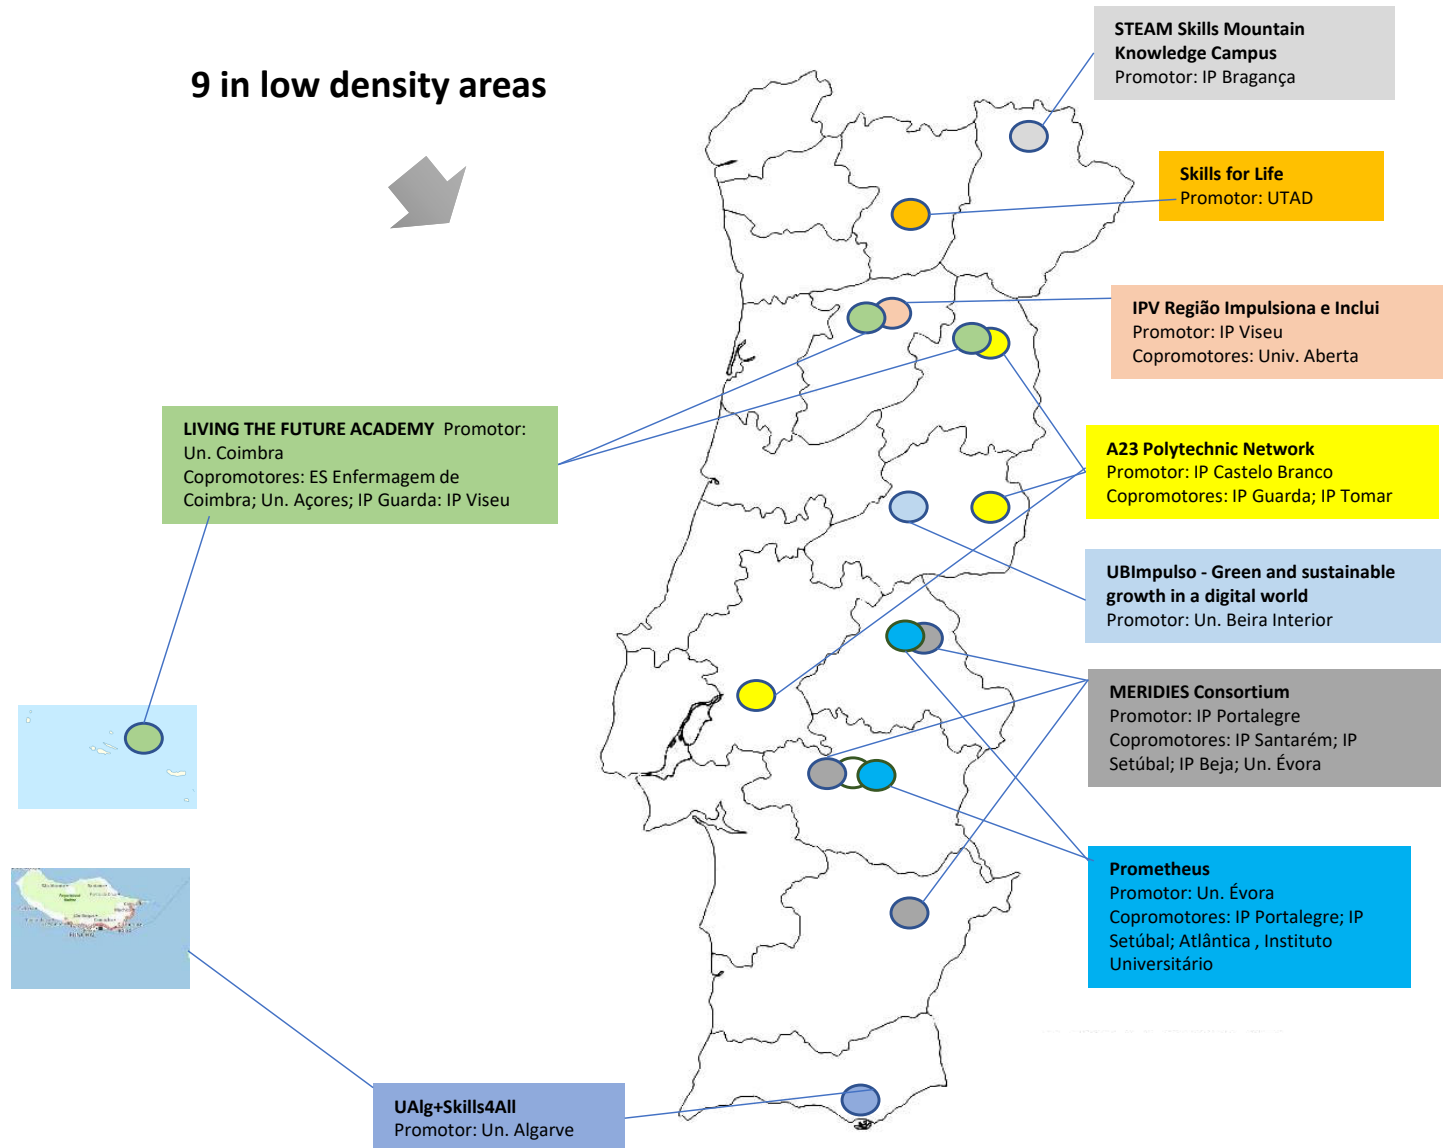 9 in low density areas
STEAM Skills Mountain
Knowledge Campus
Promotor: IP Bragança
Skills for Life
Promotor: UTAD
IPV Região Impulsiona e Inclui
Promotor: IP Viseu
Copromotores: Univ. Aberta
LIVING THE FUTURE ACADEMY Promotor:
Un. Coimbra
Copromotores: ES Enfermagem de
Coimbra; Un. Açores; IP Guarda: IP Viseu
A23 Polytechnic Network
Promotor: IP Castelo Branco
Copromotores: IP Guarda; IP Tomar
UBImpulso - Green and sustainable
growth in a digital world
Promotor: Un. Beira Interior
MERIDIES Consortium
Promotor: IP Portalegre
Copromotores: IP Santarém; IP
Setúbal; IP Beja; Un. Évora
Prometheus
Promotor: Un. Évora
Copromotores: IP Portalegre; IP
Setúbal; Atlântica , Instituto
Universitário
UAlg+Skills4All
Promotor: Un. Algarve